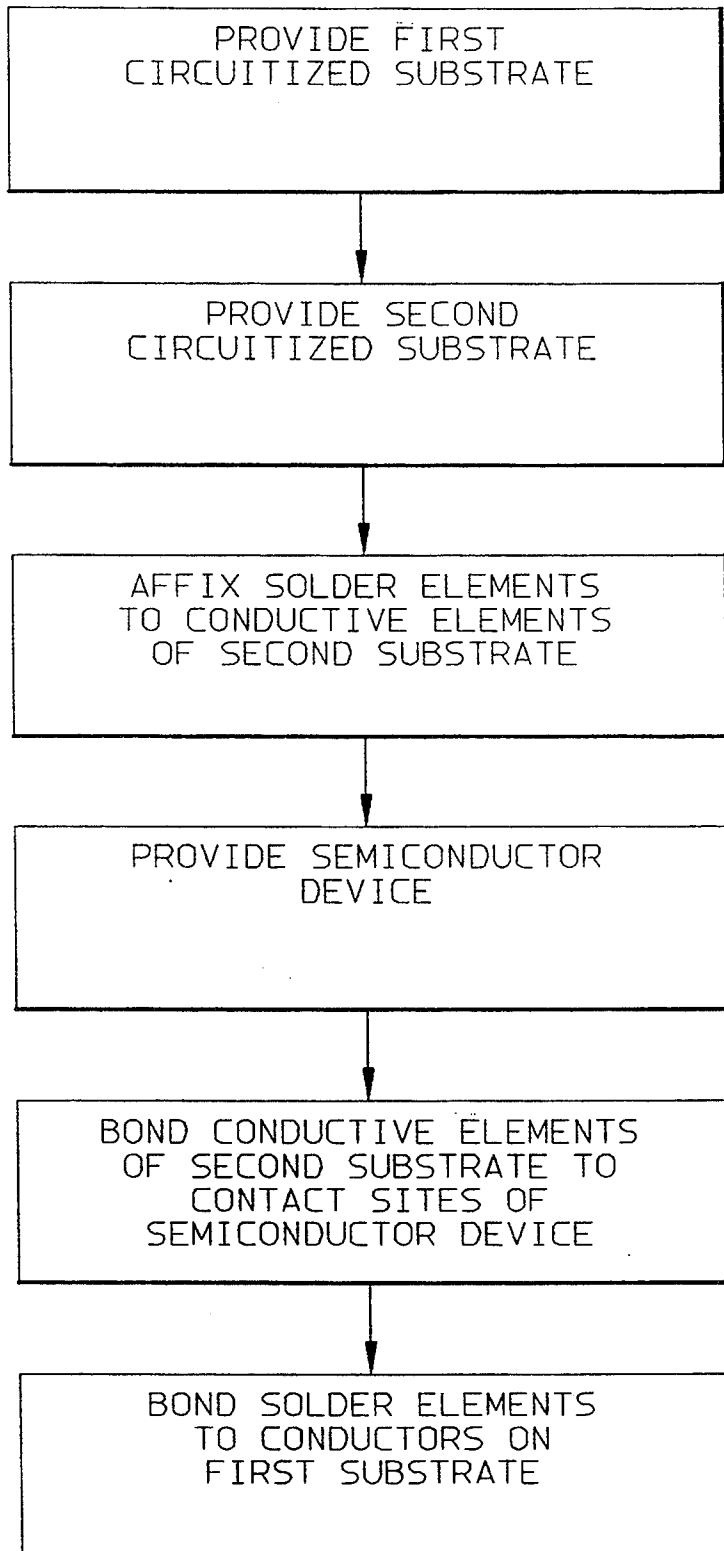 PROVIDE FIRST
CIRCUITIZED SUBSTRATE
PROVIDE SECOND
CIRCUITIZED SUBSTRATE
AFFIX SOLDER ELEMENTS
TO CONDUCTIVE ELEMENTS
OF SECOND SUBSTRATE
PROVIDE SEMICONDUCTOR
DEVICE
BOND CONDUCTIVE ELEMENTS
OF SECOND SUBSTRATE TO
CONTACT SITES OF
SEMICONDUCTOR DEVICE
BOND SOLDER ELEMENTS
TO CONDUCTORS ON
FIRST SUBSTRATE